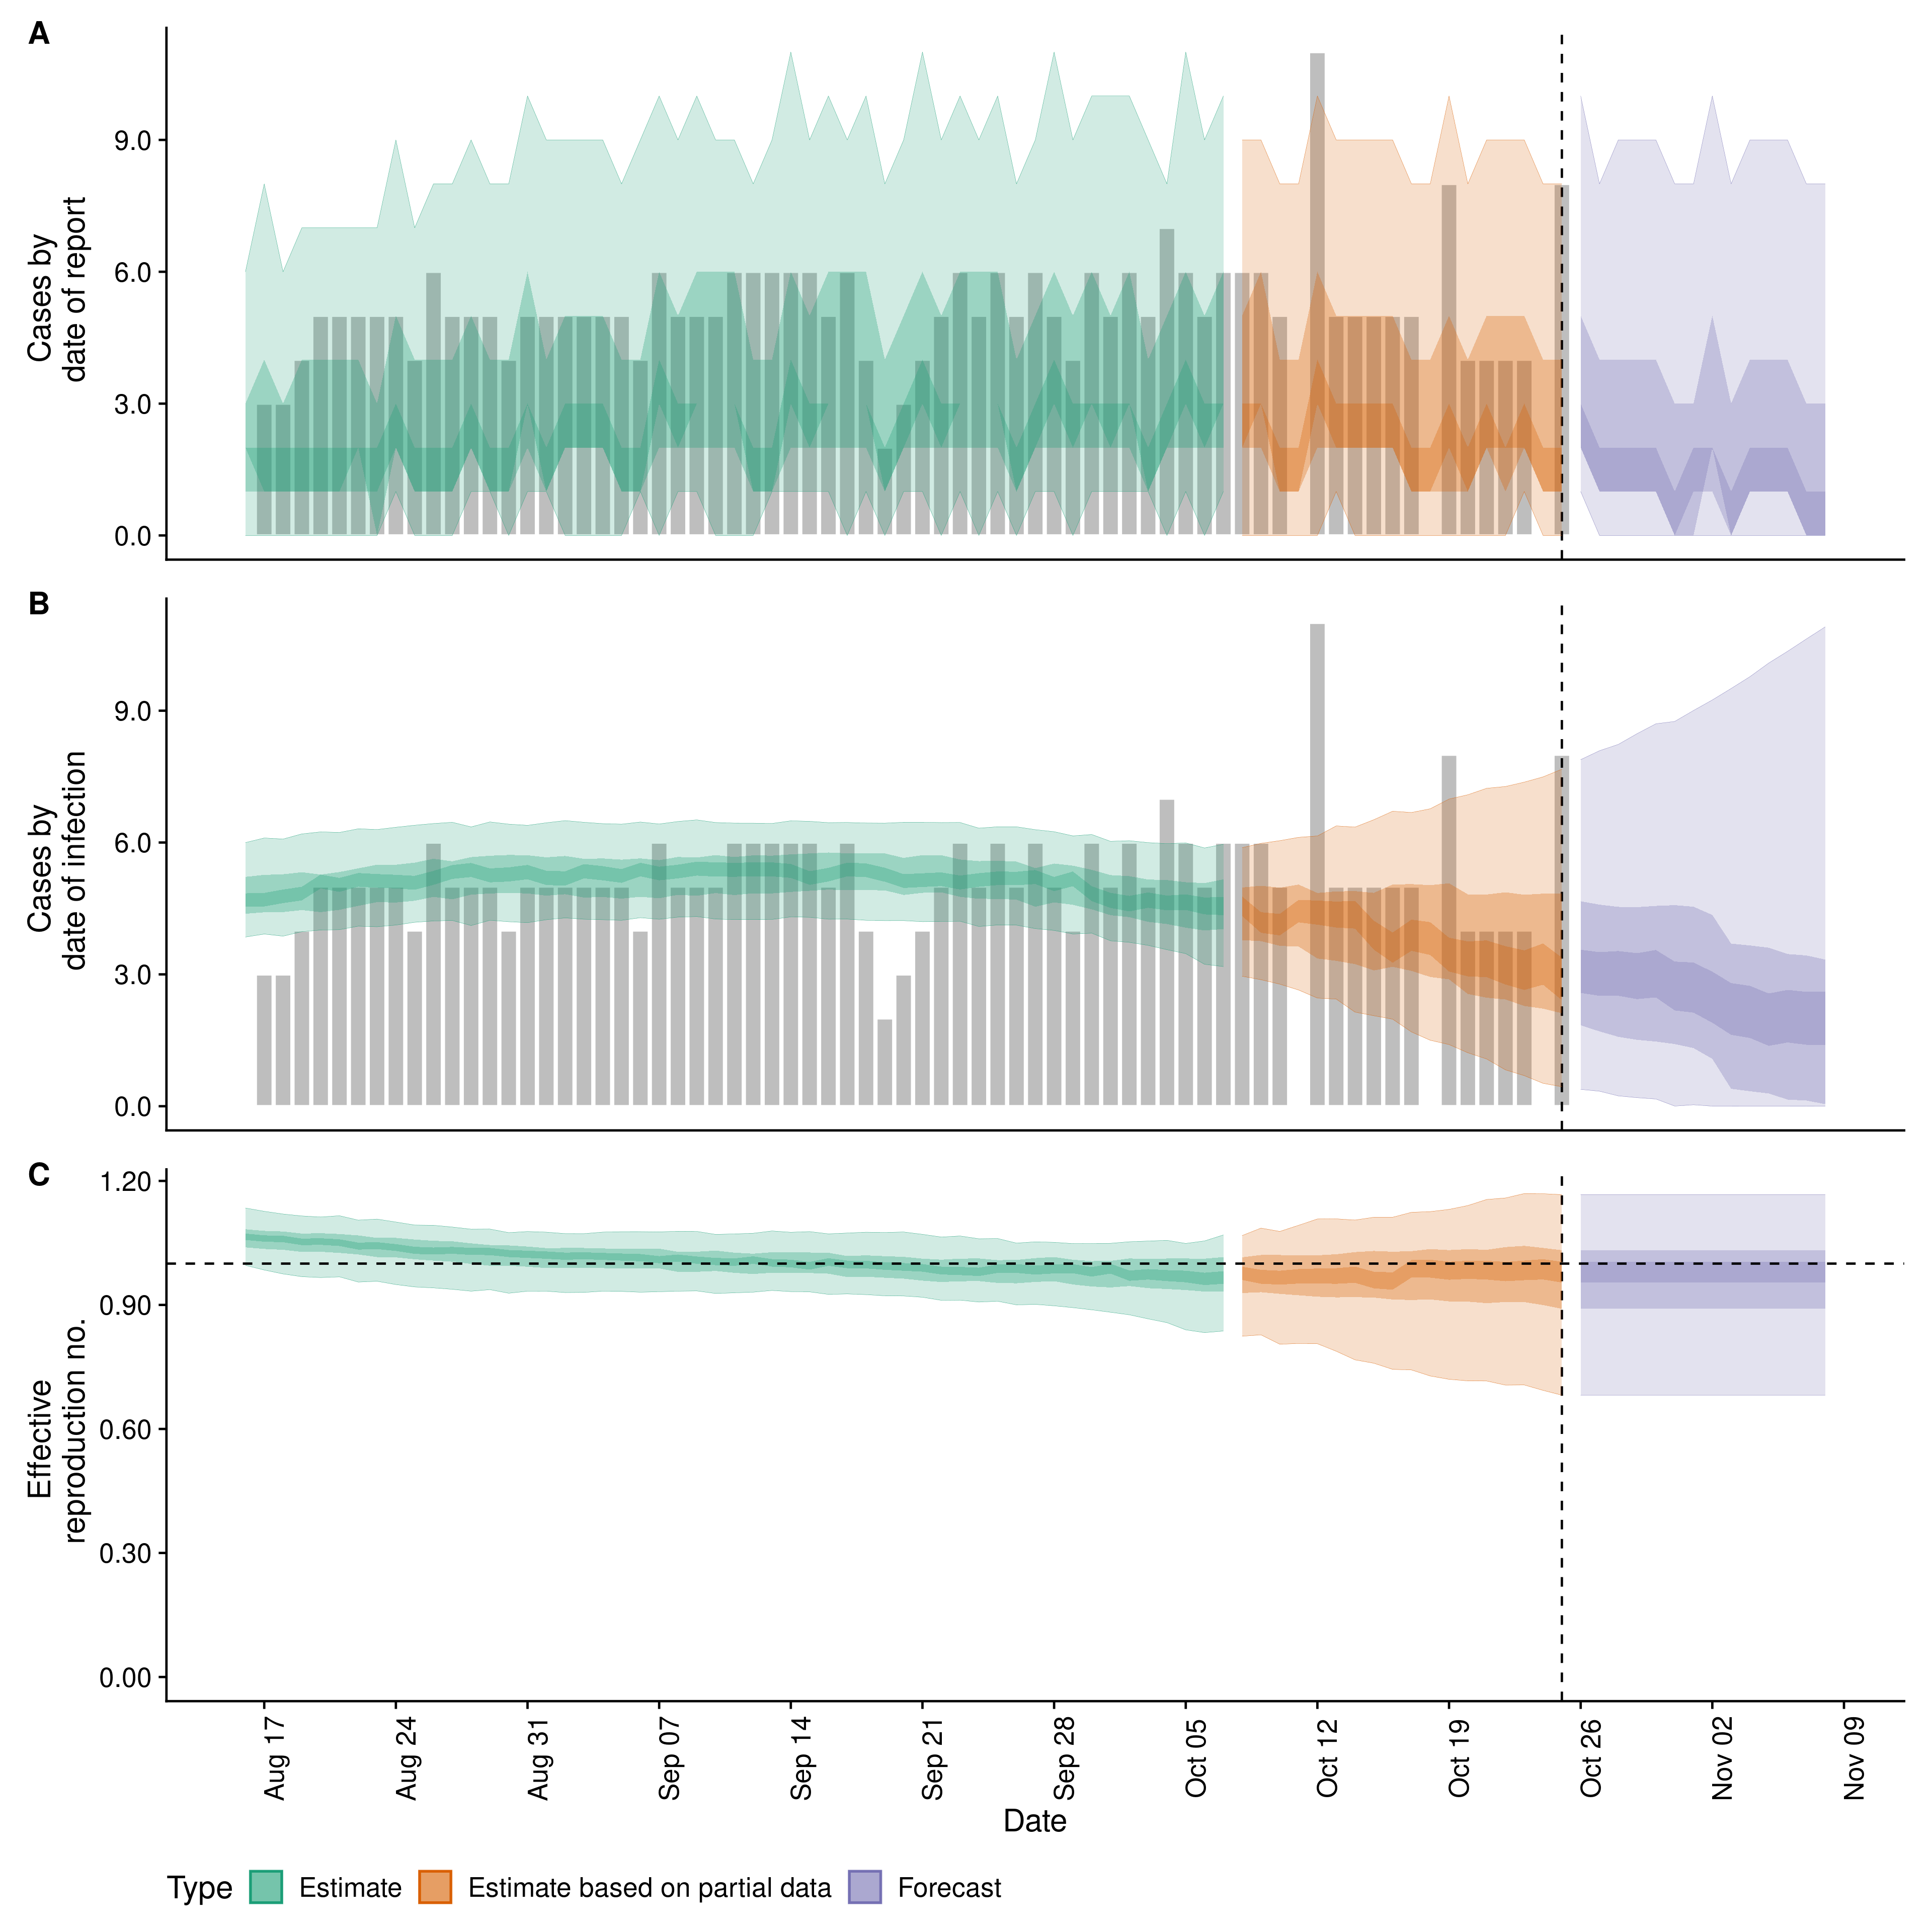 A
Cases by
date of report
9.0
6.0
3.0
0.0
B
Cases by
date of infection
9.0
6.0
3.0
0.0
C
Effective
reproduction no.
1.20
0.90
0.60
0.30
0.00
Aug 17
Aug 24
Aug 31
Sep 07
Sep 14
Sep 21
Sep 28
Oct 05
Oct 12
Oct 19
Oct 26
Nov 02
Nov 09
Date
Type Estimate Estimate based on partial data Forecast